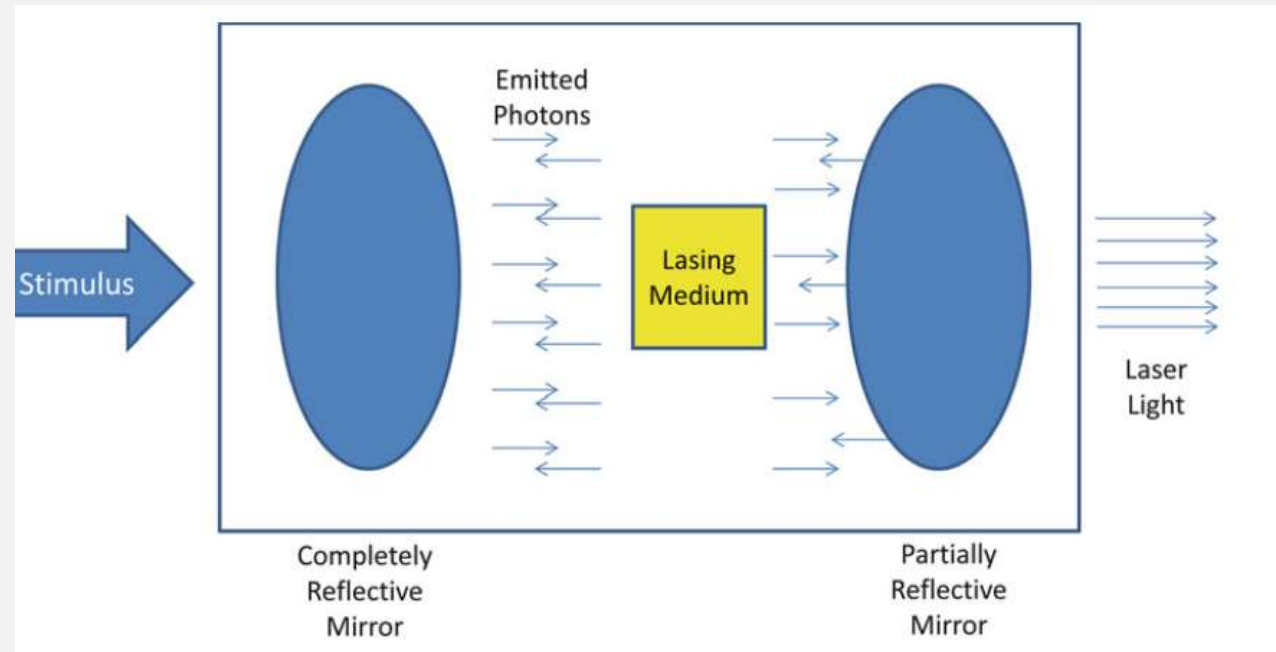 Emitted
Photons
Stimulus
Lasing
Medium
Laser
Light
Completely
Reflective
Mirror
Partially
Reflective
Mirror